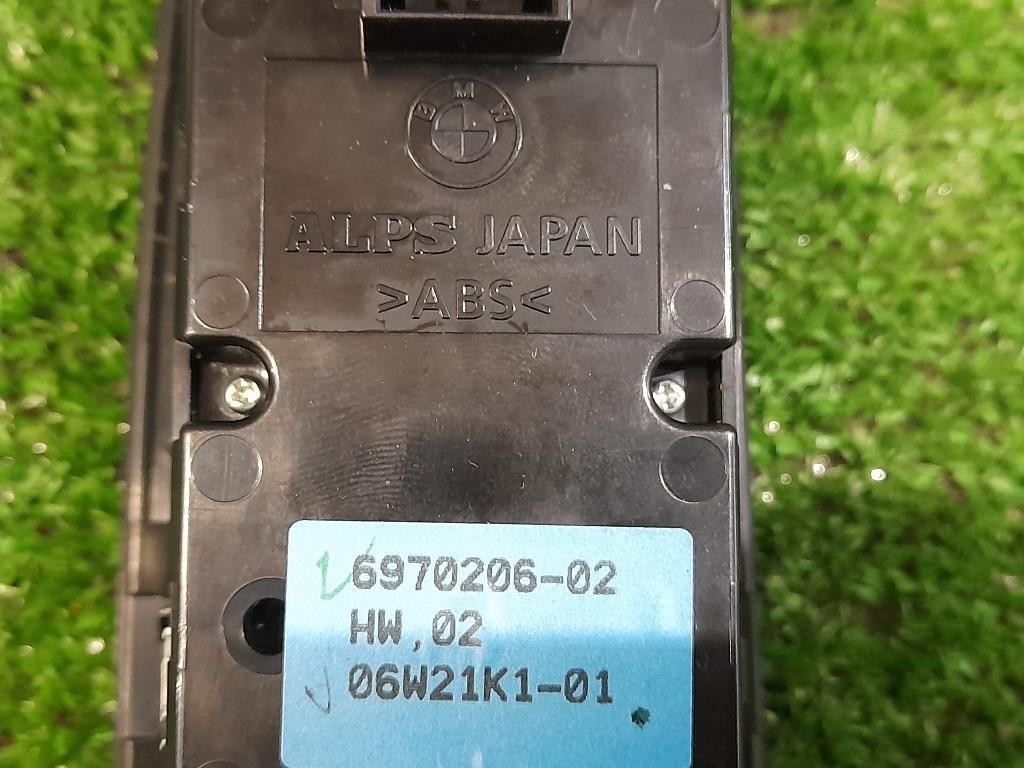 BMW
ALPS JAPAN
>ABS<
6970206-02
HW,02
06W21K1-01